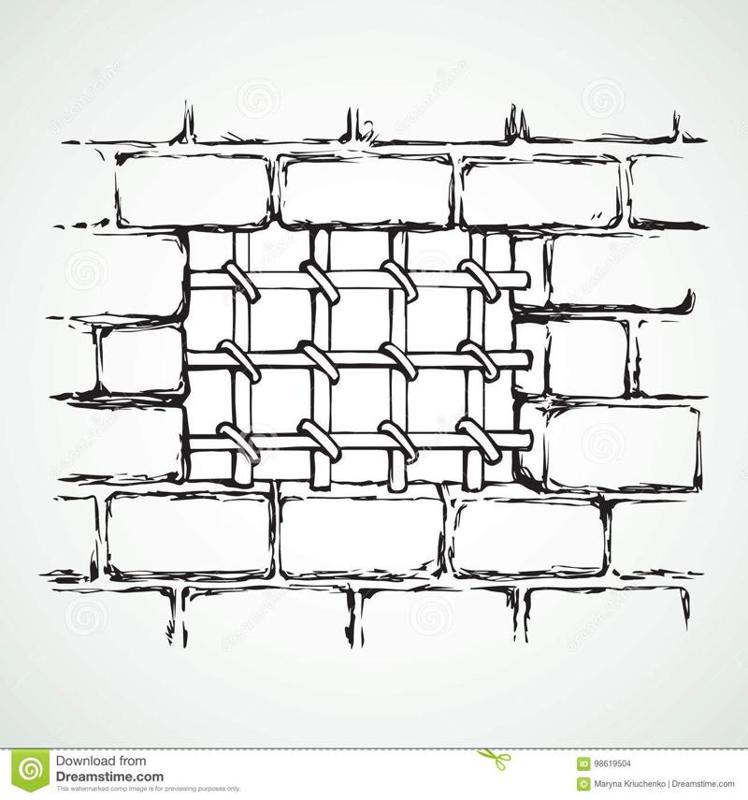 Download from
Dreamstime.com
This watermarked comp image is for previewing purposes only.
ID 98619504
© Maryna Kriuchenko | Dreamstime.com